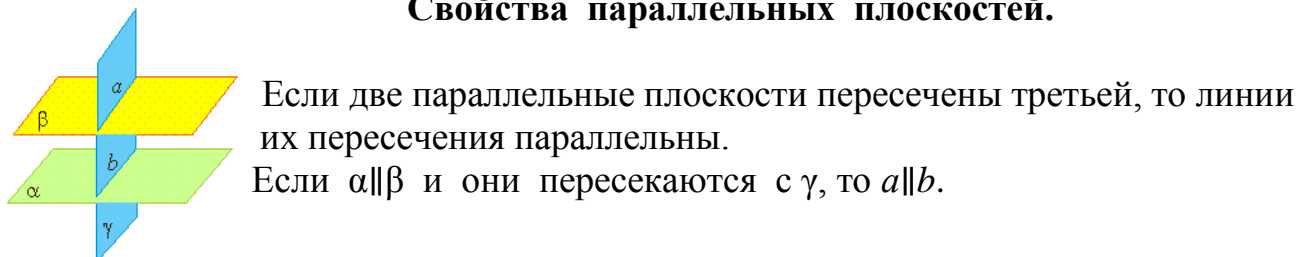 Свойства параллельных плоскостей.
a
Если две параллельные плоскости пересечены третьей, то линии
β
их пересечения параллельны.
b
Если α∥β и они пересекаются с γ, то a∥b.
α
γ